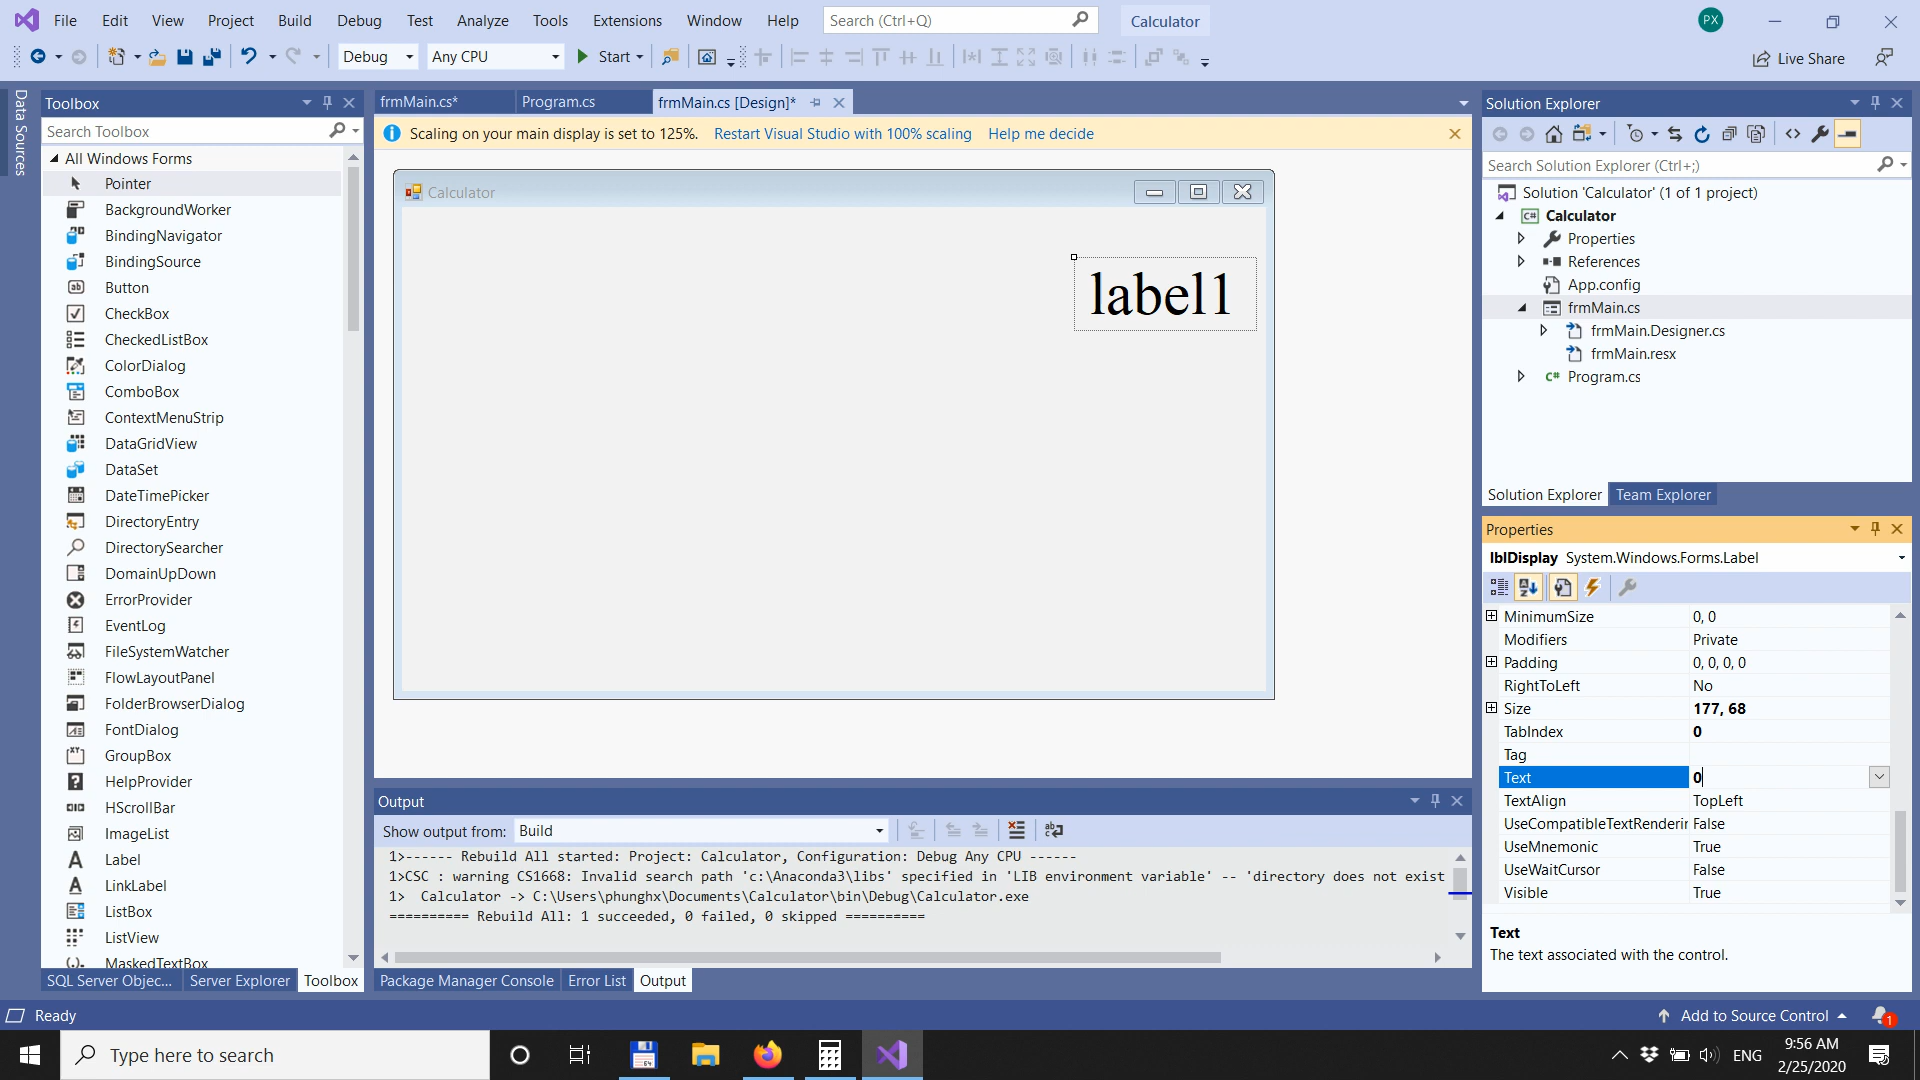 File Edit View Project Build Debug Test Analyze Tools Extensions Window Help Search (Ctrl+Q) Calculator PX
Debug Any CPU Start Live Share
Data Sources
Toolbox
Search Toolbox
All Windows Forms
Pointer
BackgroundWorker
BindingNavigator
BindingSource
Button
CheckBox
CheckedListBox
ColorDialog
ComboBox
ContextMenuStrip
DataGridView
DataSet
DateTimePicker
DirectoryEntry
DirectorySearcher
DomainUpDown
ErrorProvider
EventLog
FileSystemWatcher
FlowLayoutPanel
FolderBrowserDialog
FontDialog
GroupBox
HelpProvider
HScrollBar
ImageList
Label
LinkLabel
ListBox
ListView
MaskedTextBox
SQL Server Objec... Server Explorer Toolbox
frmMain.cs* Program.cs frmMain.cs [Design]*
Scaling on your main display is set to 125%. Restart Visual Studio with 100% scaling Help me decide
Calculator
label1
Output
Show output from: Build
1>------ Rebuild All started: Project: Calculator, Configuration: Debug Any CPU ------
1>CSC : warning CS1668: Invalid search path 'c:\Anaconda3\libs' specified in 'LIB environment variable' -- 'directory does not exist
1>  Calculator -> C:\Users\phunghx\Documents\Calculator\bin\Debug\Calculator.exe
========== Rebuild All: 1 succeeded, 0 failed, 0 skipped ==========
Package Manager Console Error List Output
Solution Explorer
Search Solution Explorer (Ctrl+;)
Solution 'Calculator' (1 of 1 project)
Calculator
Properties
References
App.config
frmMain.cs
frmMain.Designer.cs
frmMain.resx
Program.cs
Solution Explorer Team Explorer
Properties
lblDisplay System.Windows.Forms.Label
MinimumSize 0, 0
Modifiers Private
Padding 0, 0, 0, 0
RightToLeft No
Size 177, 68
TabIndex 0
Tag
Text 0
TextAlign TopLeft
UseCompatibleTextRenderin False
UseMnemonic True
UseWaitCursor False
Visible True
Text
The text associated with the control.
Ready Add to Source Control 1
Type here to search 64 ENG 9:56 AM
2/25/2020